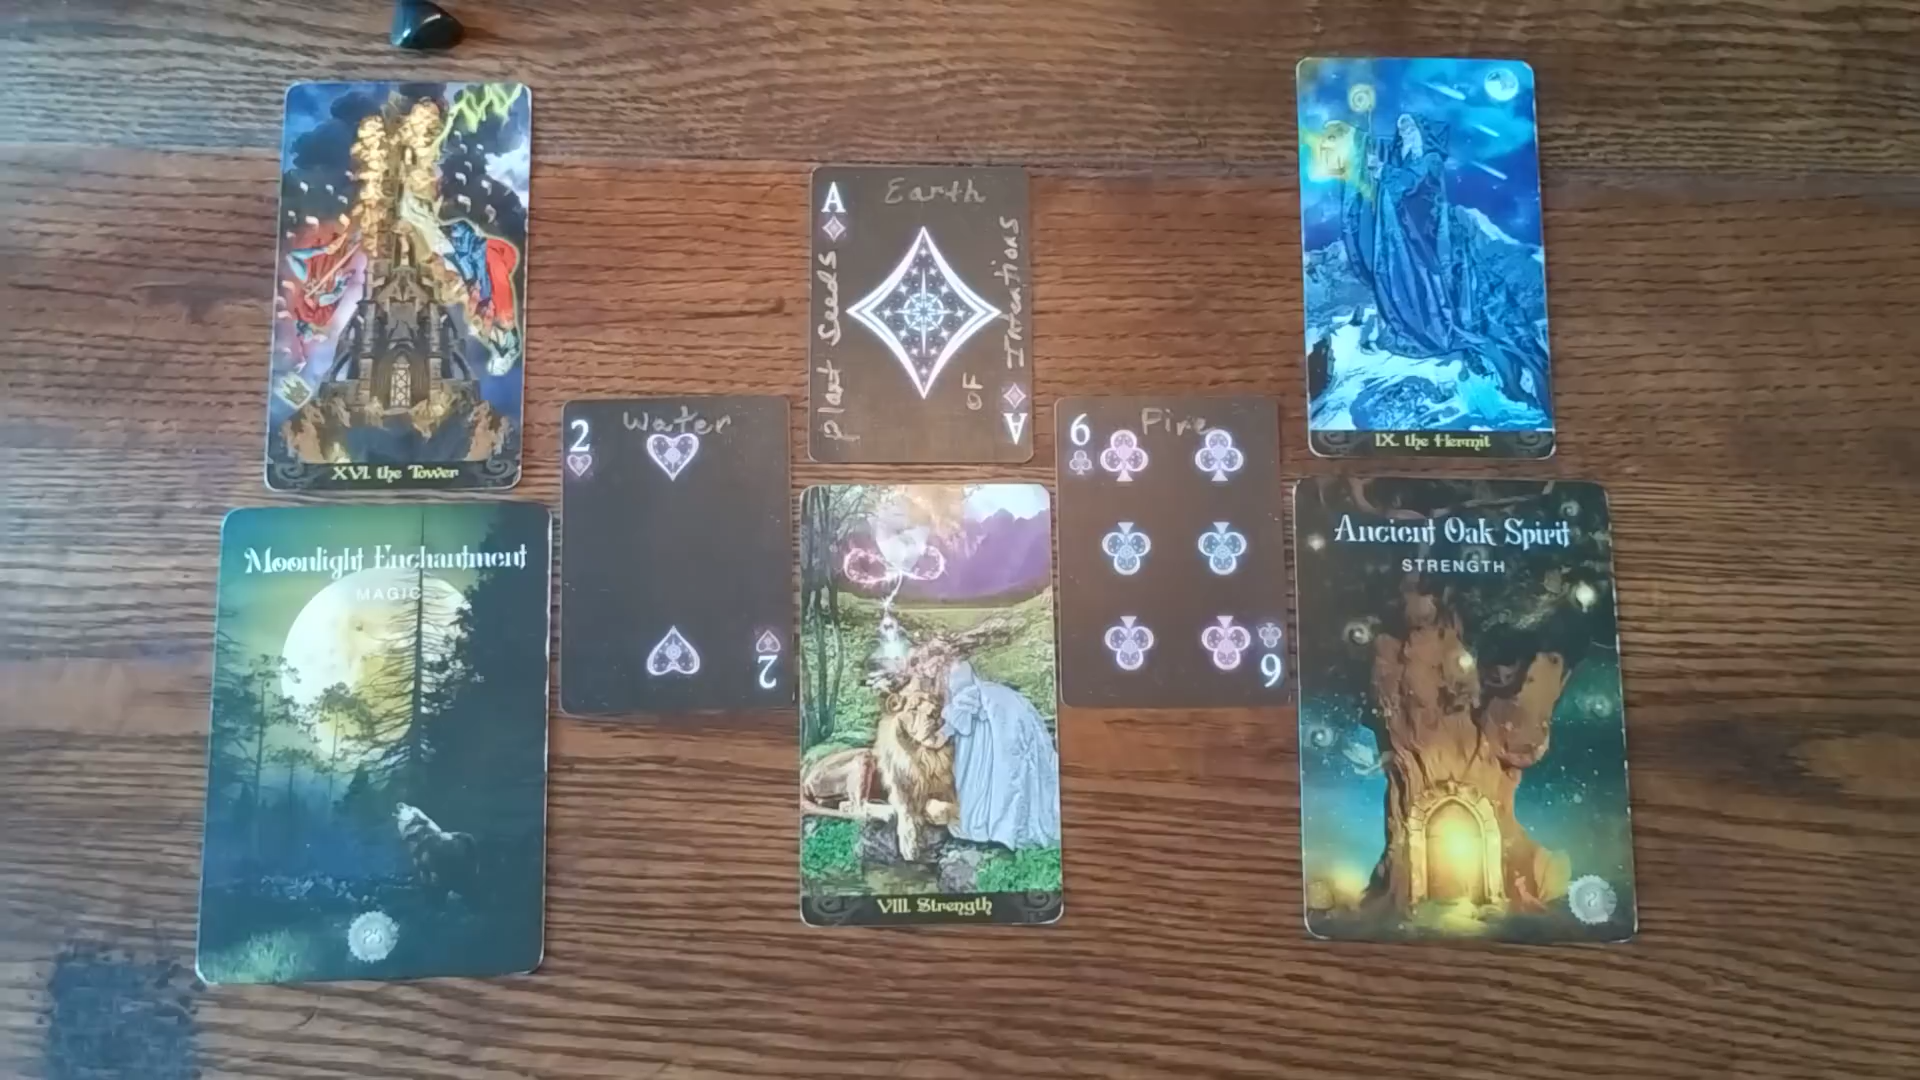 XVI. the Tower
A
Earth
Plant Seeds
OF
Intentions
A
IX. the Hermit
2
Water
2
6
Fire
6
Moonlight Enchantment
MAGIC
VIII. Strength
Ancient Oak Spirit
STRENGTH